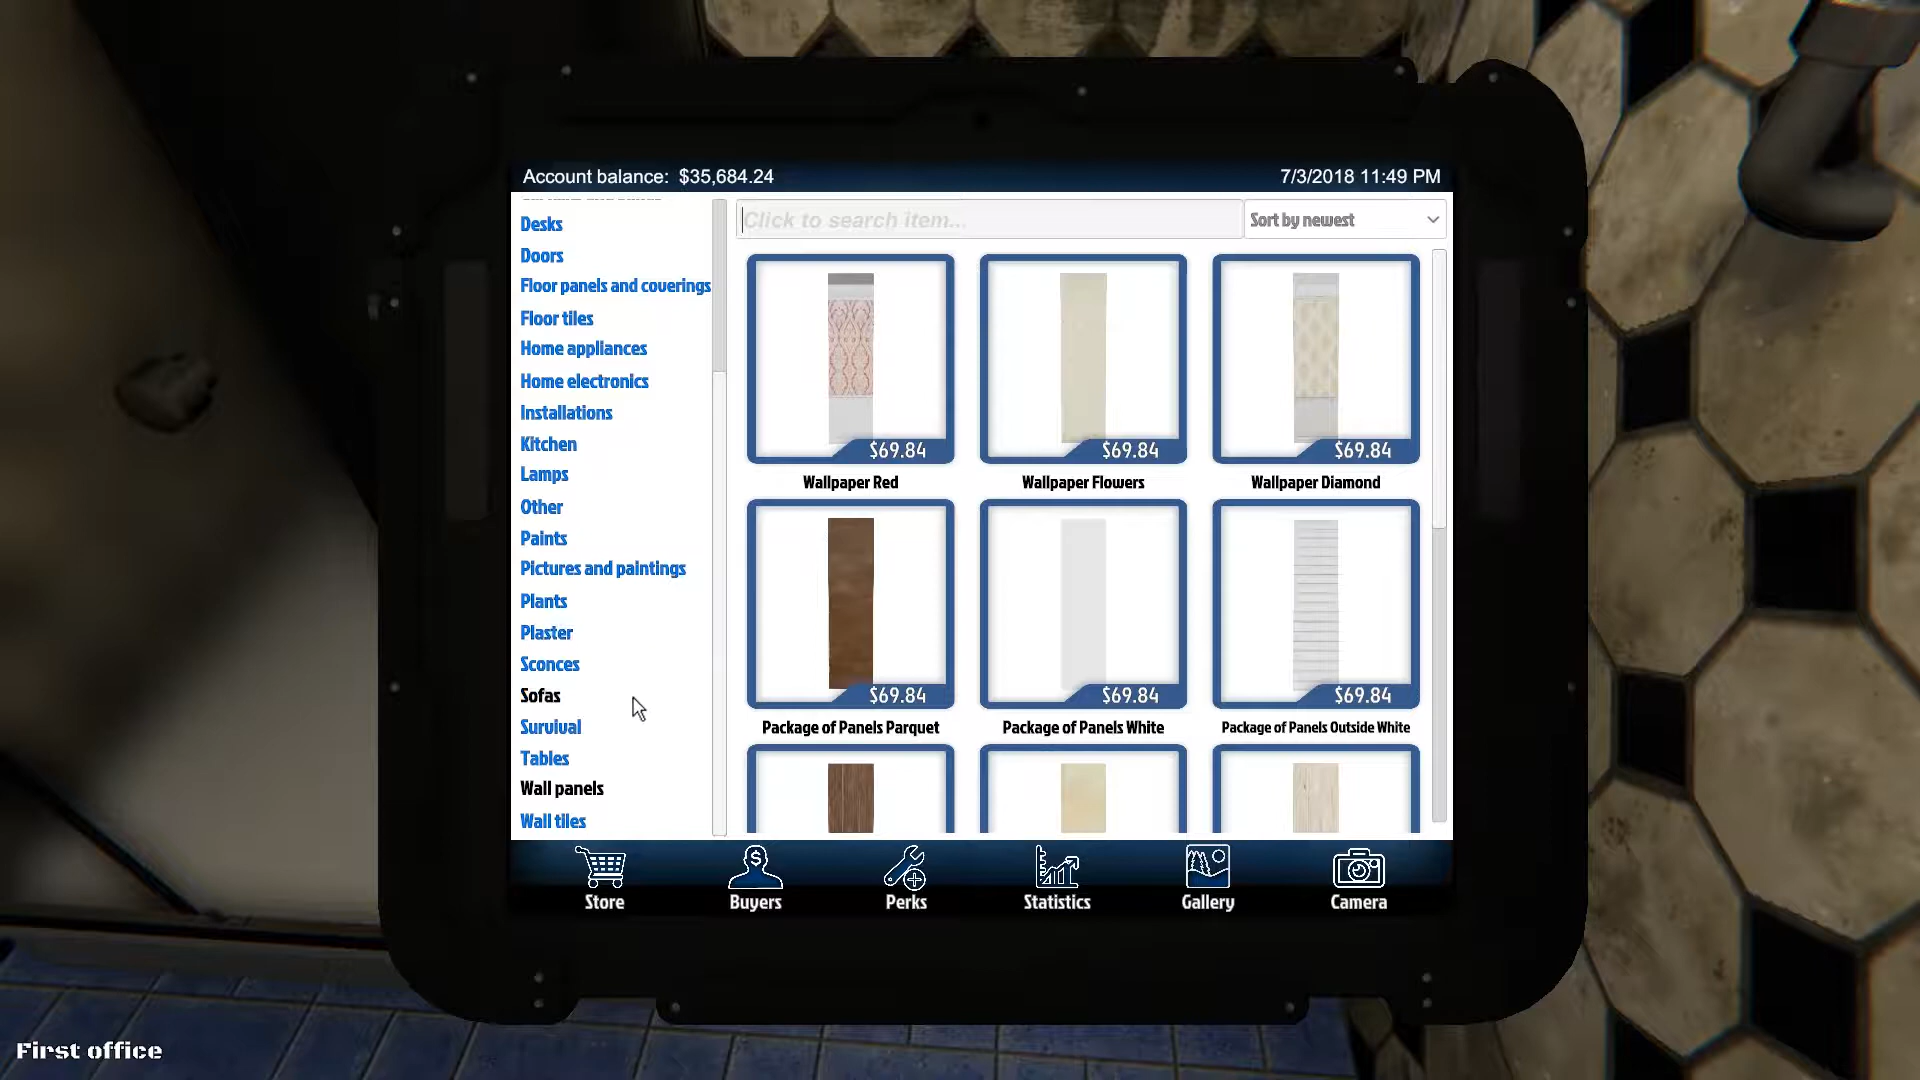 Account balance: $35,684.24
7/3/2018 11:49 PM
Desks
Doors
Floor panels and coverings
Floor tiles
Home appliances
Home electronics
Installations
Kitchen
Lamps
Other
Paints
Pictures and paintings
Plants
Plaster
Sconces
Sofas
Survival
Tables
Wall panels
Wall tiles
Click to search item...
Sort by newest
$69.84
$69.84
$69.84
Wallpaper Red
Wallpaper Flowers
Wallpaper Diamond
$69.84
$69.84
$69.84
Package of Panels Parquet
Package of Panels White
Package of Panels Outside White
Store
Buyers
Perks
Statistics
Gallery
Camera
First office